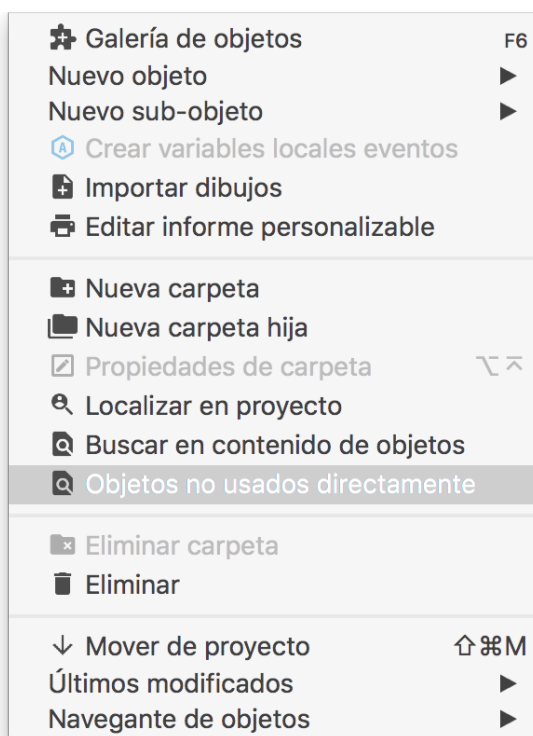 Galería de objetos F6
Nuevo objeto ▶
Nuevo sub-objeto ▶
Crear variables locales eventos
Importar dibujos
Editar informe personalizable
Nueva carpeta
Nueva carpeta hija
Propiedades de carpeta ⌥⌅
Localizar en proyecto
Buscar en contenido de objetos
Objetos no usados directamente
Eliminar carpeta
Eliminar
Mover de proyecto ⇧⌘M
Últimos modificados ▶
Navegante de objetos ▶